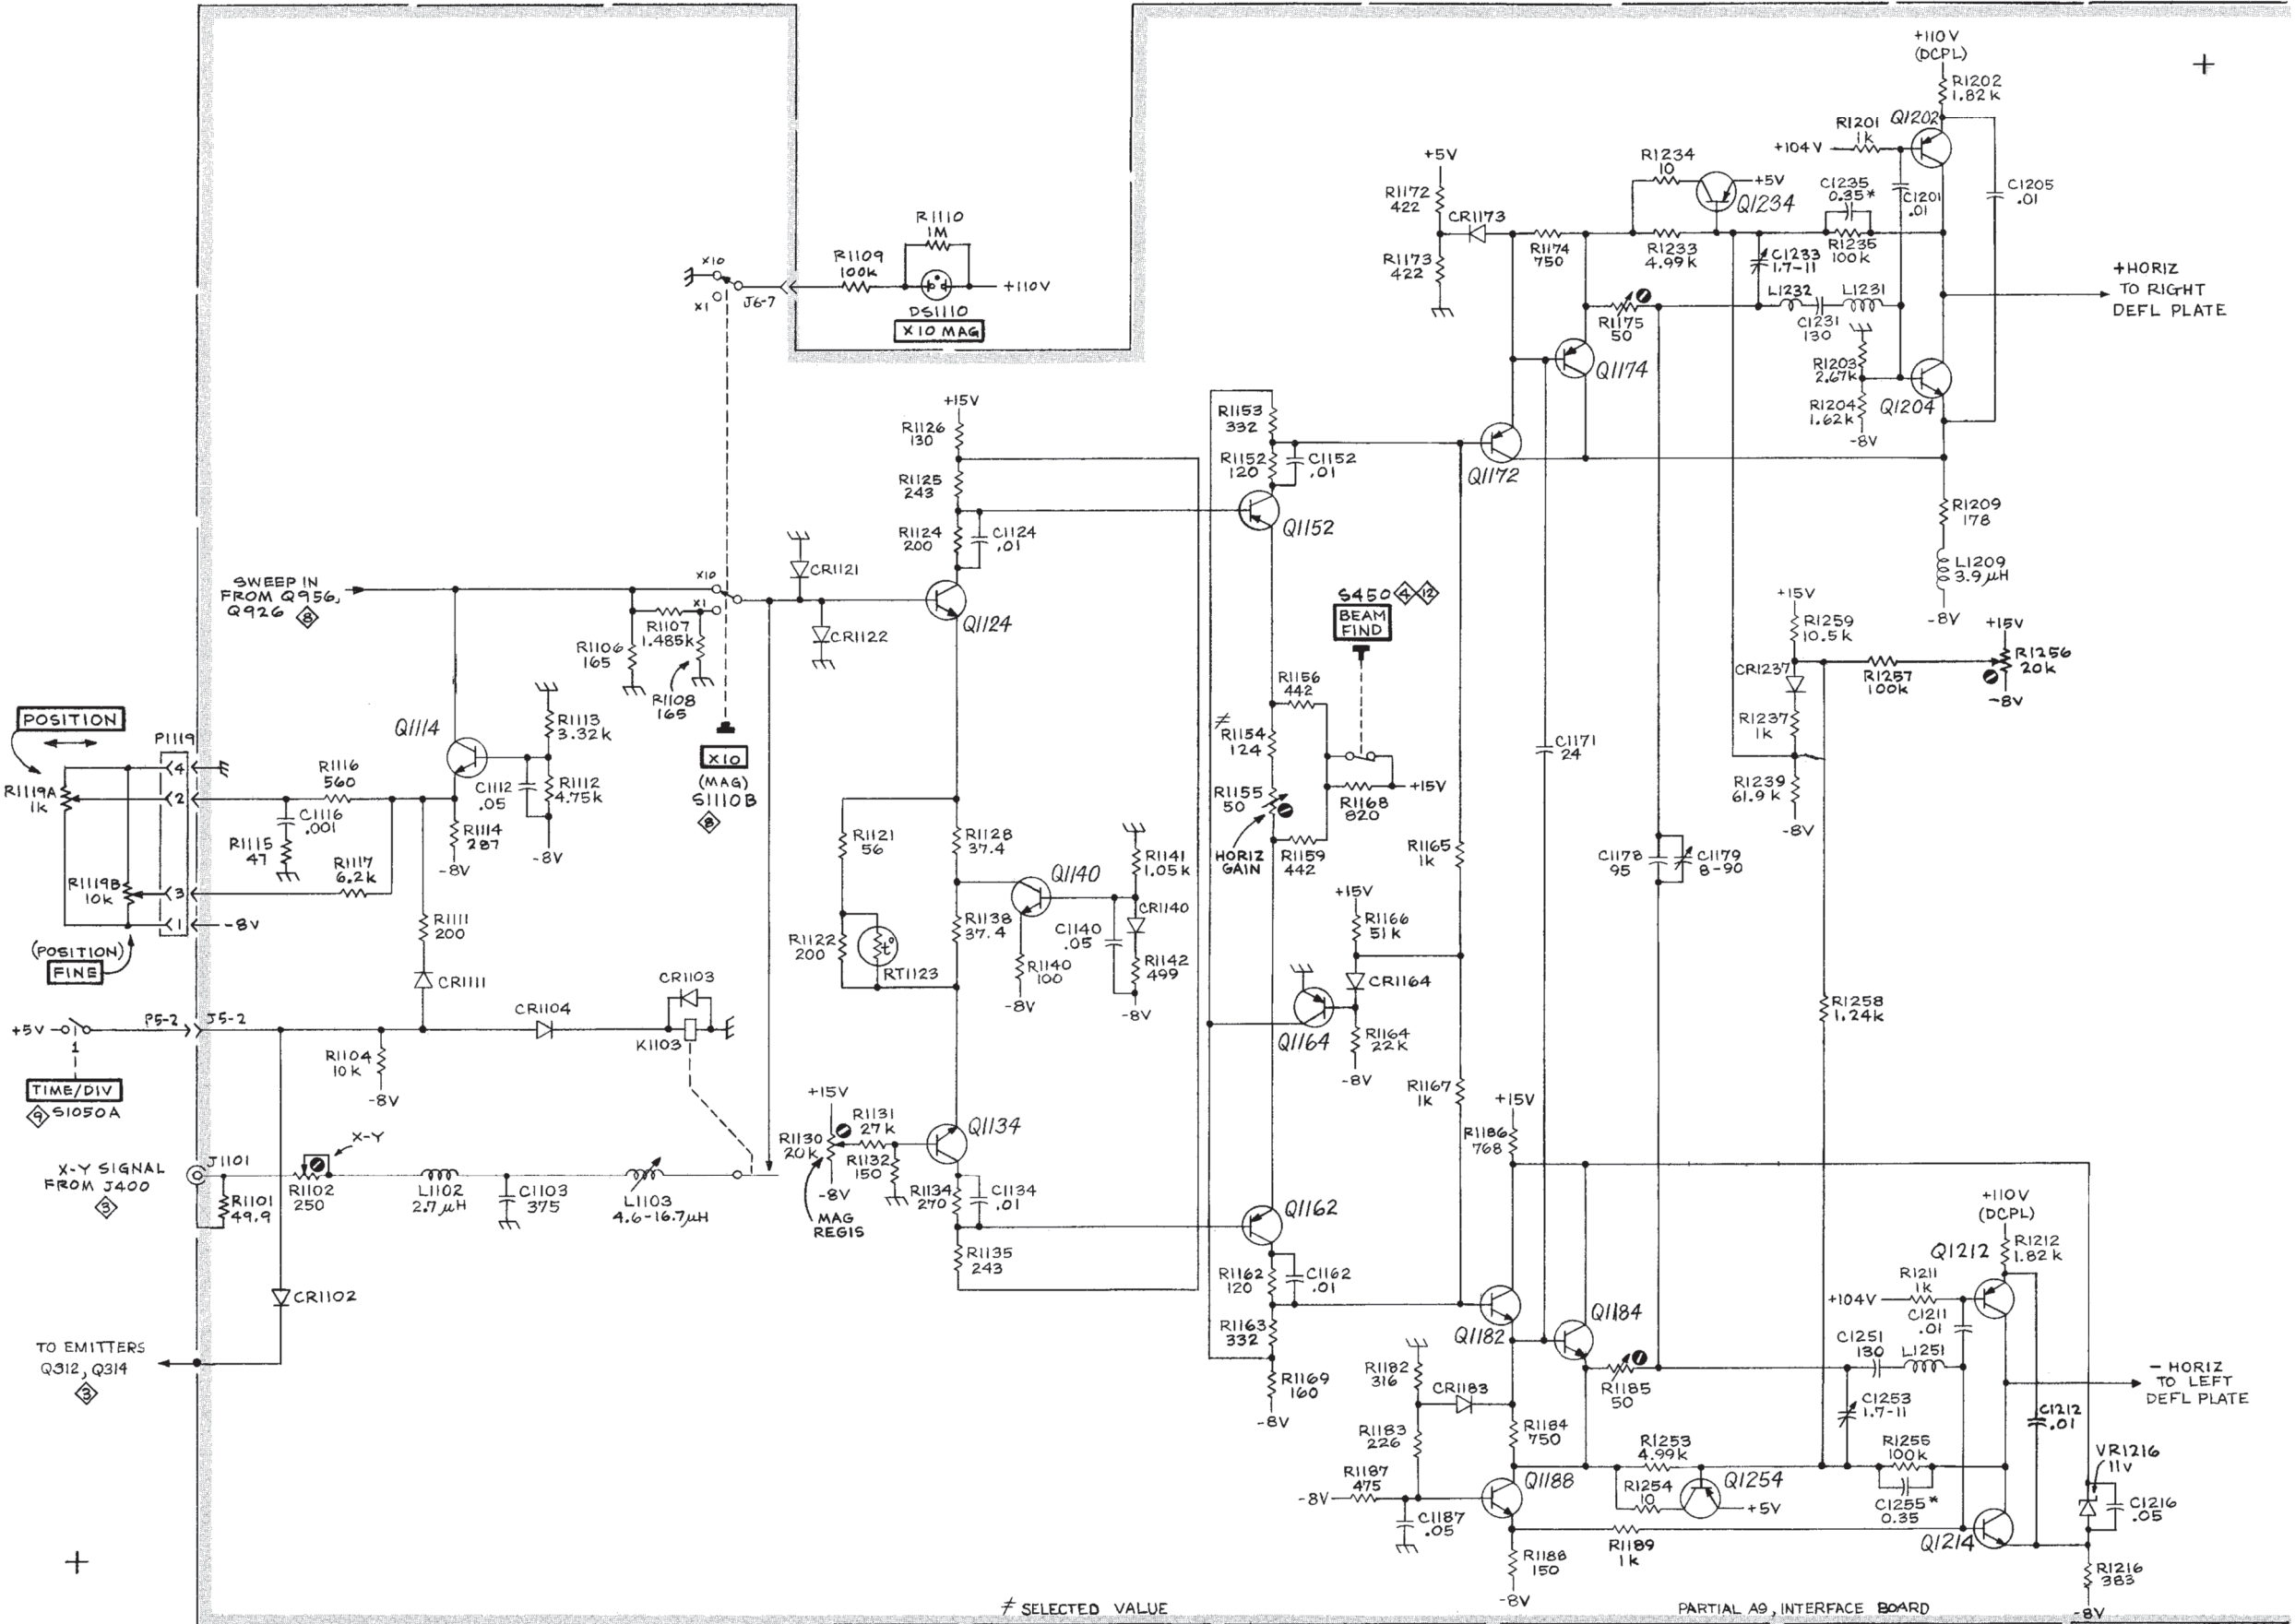 +110V
(DCPL)
R1202
1.82K
Q1202
R1201
1K
+104V
C1201
.01
C1205
.01
+5V
R1172
422
CR1173
R1173
422
R1174
750
R1234
10
+5V
Q1234
R1233
4.99K
C1235
0.35*
R1235
100K
C1233
1.7-11
L1232
L1231
C1231
130
R1175
50
Q1174
R1203
2.67K
R1204
1.62K
-8V
Q1204
+HORIZ
TO RIGHT
DEFL PLATE
R1110
1M
R1109
100K
DS1110
X10 MAG
+110V
X10
X1
J6-7
+15V
R1126
130
R1125
243
R1124
200
C1124
.01
Q1124
R1153
332
R1152
120
C1152
.01
Q1152
Q1172
R1209
178
L1209
3.9µH
-8V
SWEEP IN
FROM Q956,
Q926 8
X10
X1
R1107
1.485K
R1106
165
R1108
165
CR1121
CR1122
X10
(MAG)
S1110B
8
S450 4 12
BEAM
FIND
R1156
442
≠
R1154
124
R1155
50
HORIZ
GAIN
R1159
442
R1168
820
+15V
R1165
1K
C1171
24
C1178
95
C1179
8-90
+15V
R1259
10.5K
CR1237
R1237
1K
R1239
61.9K
-8V
R1257
100K
+15V
R1256
20K
-8V
R1258
1.24K
POSITION
P1119
4
2
3
1
R1119A
1K
R1119B
10K
(POSITION)
FINE
-8V
R1116
560
C1116
.001
R1115
47
R1117
6.2K
Q1114
R1113
3.32K
C1112
.05
R1112
4.75K
R1114
287
-8V
-8V
R1111
200
CR1111
R1121
56
R1122
200
RT1123
R1128
37.4
R1138
37.4
Q1140
R1140
100
-8V
C1140
.05
R1141
1.05K
CR1140
R1142
499
-8V
+15V
R1166
51K
CR1164
Q1164
R1164
22K
-8V
R1167
1K
+5V
1
P5-2
J5-2
TIME/DIV
9 S1050A
R1104
10K
-8V
CR1104
CR1103
K1103
X-Y SIGNAL
FROM J400
3
J1101
R1101
49.9
X-Y
R1102
250
L1102
2.7µH
C1103
375
L1103
4.6-16.7µH
+15V
R1130
20K
-8V
MAG
REGIS
R1131
27K
R1132
150
Q1134
R1134
270
C1134
.01
R1135
243
Q1162
R1162
120
C1162
.01
R1163
332
R1169
160
-8V
CR1102
TO EMITTERS
Q312, Q314
3
+15V
R1186
768
Q1182
Q1184
R1185
50
R1182
316
CR1183
R1183
226
R1184
750
R1187
475
-8V
C1187
.05
Q1188
R1188
150
-8V
R1189
1K
R1253
4.99K
R1254
10
Q1254
+5V
+110V
(DCPL)
R1212
1.82K
Q1212
R1211
1K
+104V
C1211
.01
C1251
130
L1251
C1253
1.7-11
R1255
100K
C1255*
0.35
C1212
.01
Q1214
VR1216
11V
C1216
.05
R1216
383
-8V
- HORIZ
TO LEFT
DEFL PLATE
≠ SELECTED VALUE
PARTIAL A9, INTERFACE BOARD